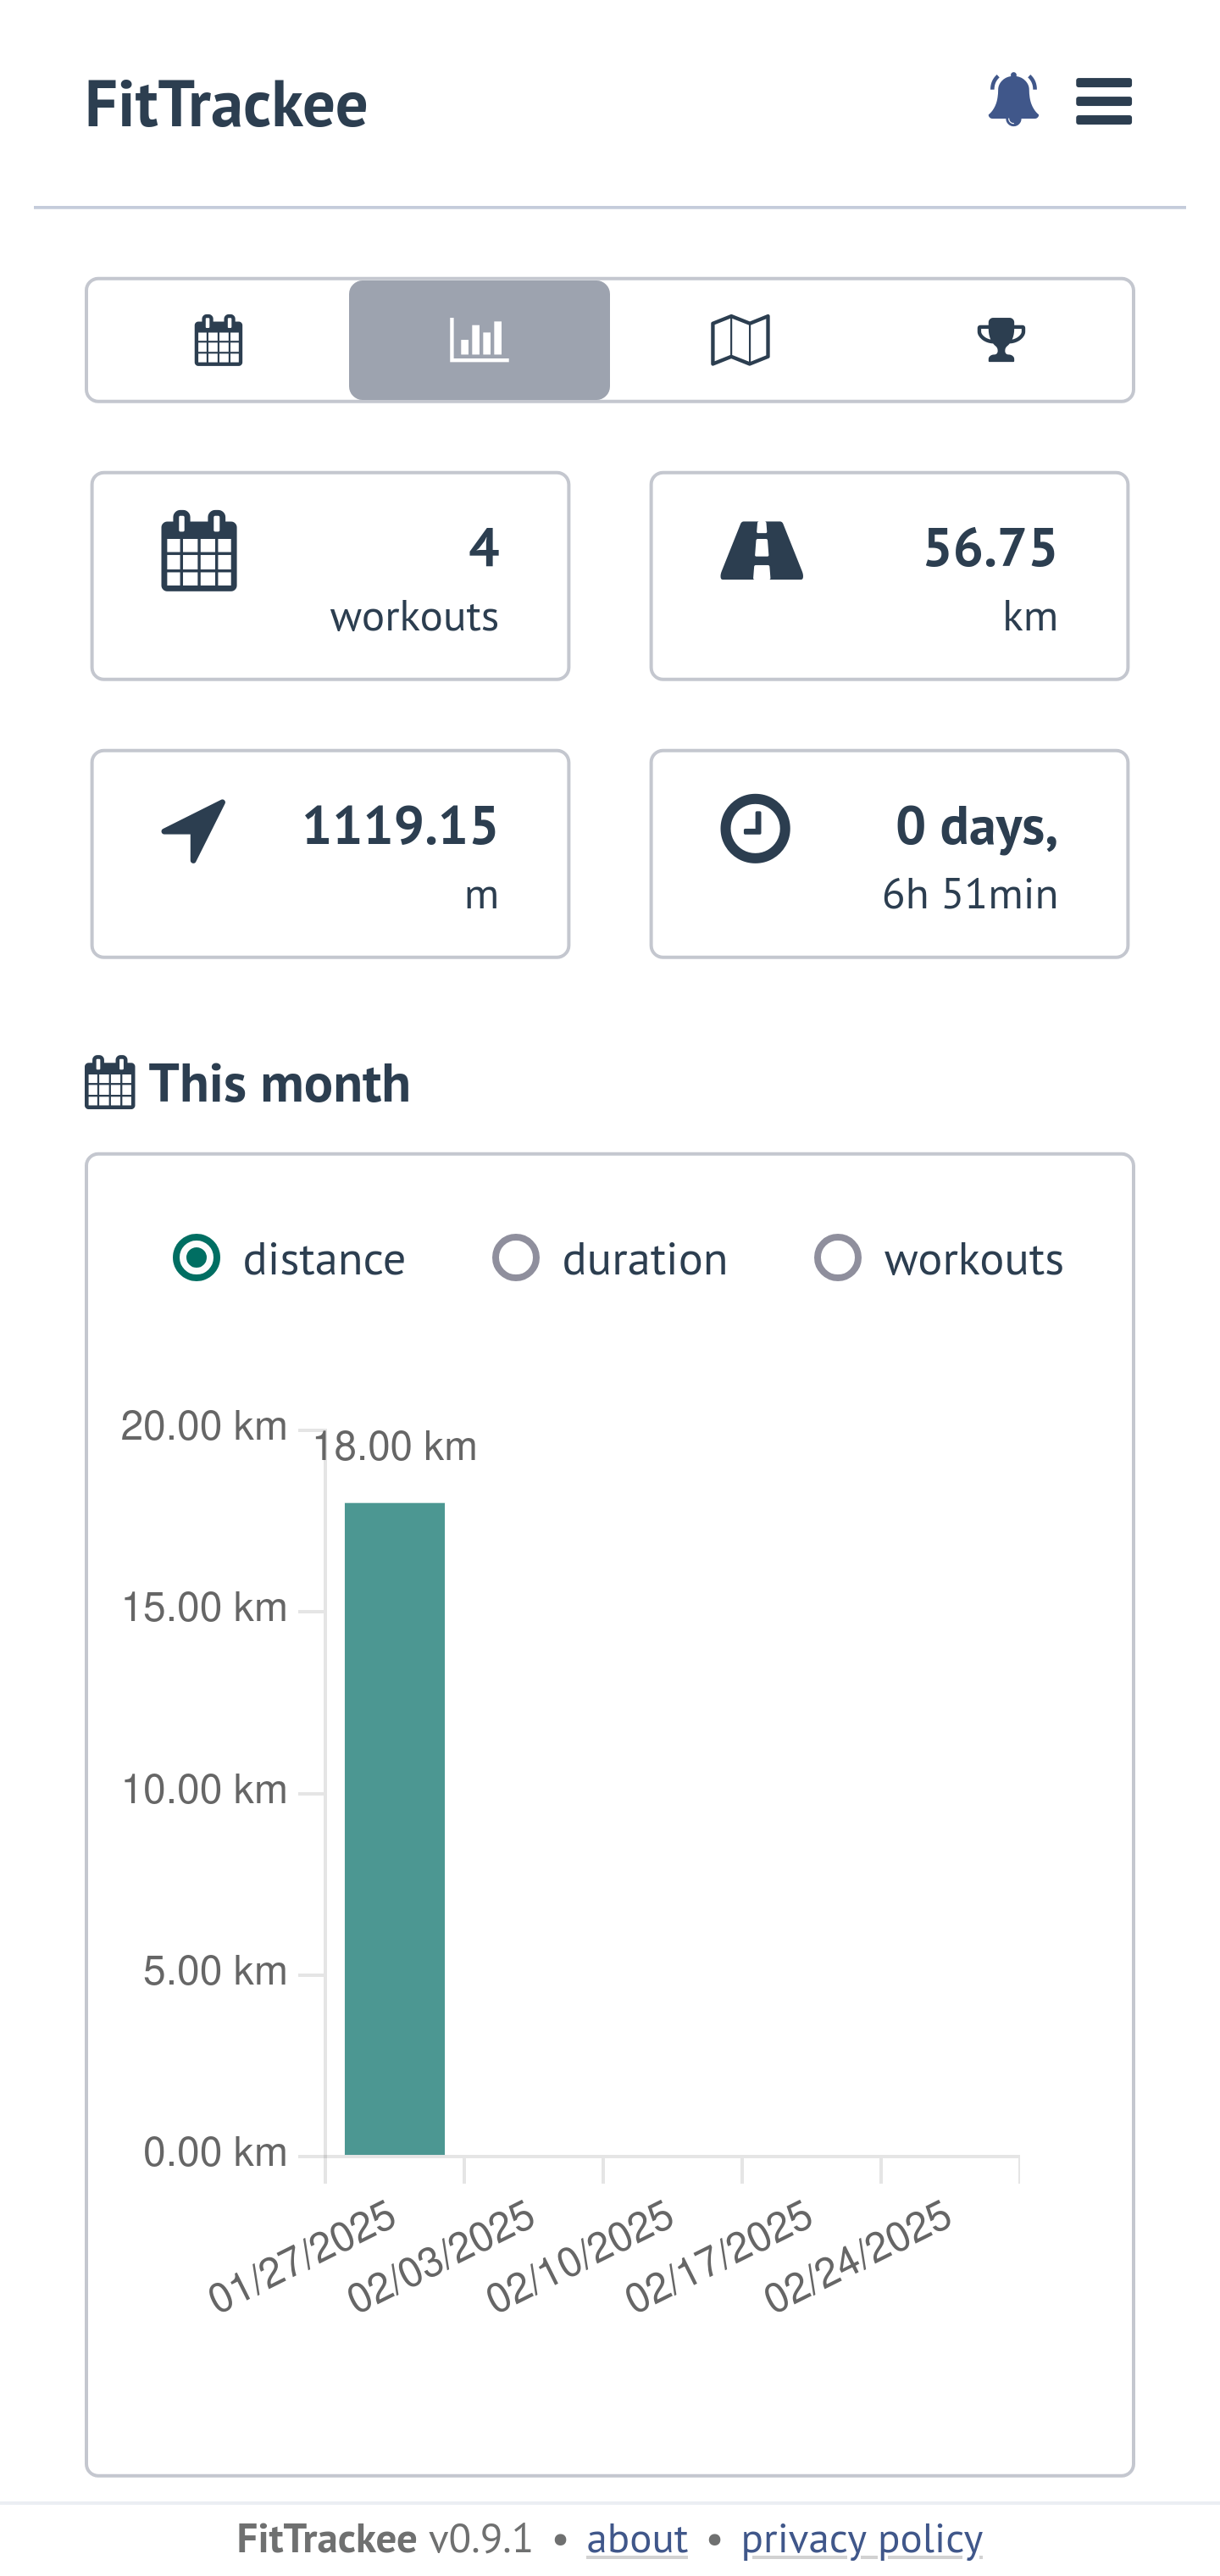 FitTrackee
4
workouts
56.75
km
1119.15
m
0 days,
6h 51min
This month
distance duration workouts
20.00 km
18.00 km
15.00 km
10.00 km
5.00 km
0.00 km
01/27/2025 02/03/2025 02/10/2025 02/17/2025 02/24/2025
FitTrackee v0.9.1 • about • privacy policy